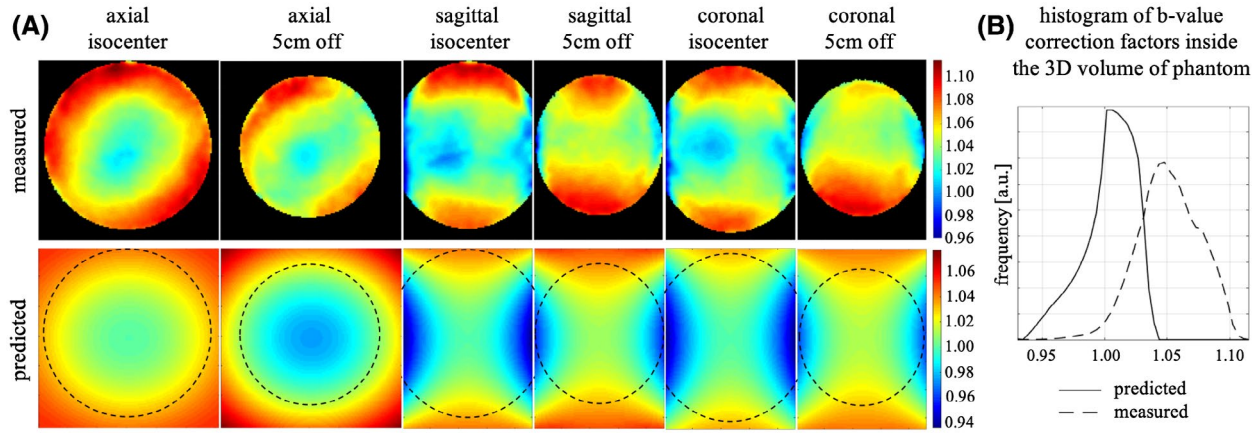 (A)
axial
isocenter
axial
5cm off
sagittal
isocenter
sagittal
5cm off
coronal
isocenter
coronal
5cm off
measured
1.10
1.08
1.06
1.04
1.02
1.00
0.98
0.96
predicted
1.06
1.04
1.02
1.00
0.98
0.96
0.94
(B)
histogram of b-value
correction factors inside
the 3D volume of phantom
frequency [a.u.]
0.95 1.00 1.05 1.10
predicted
measured